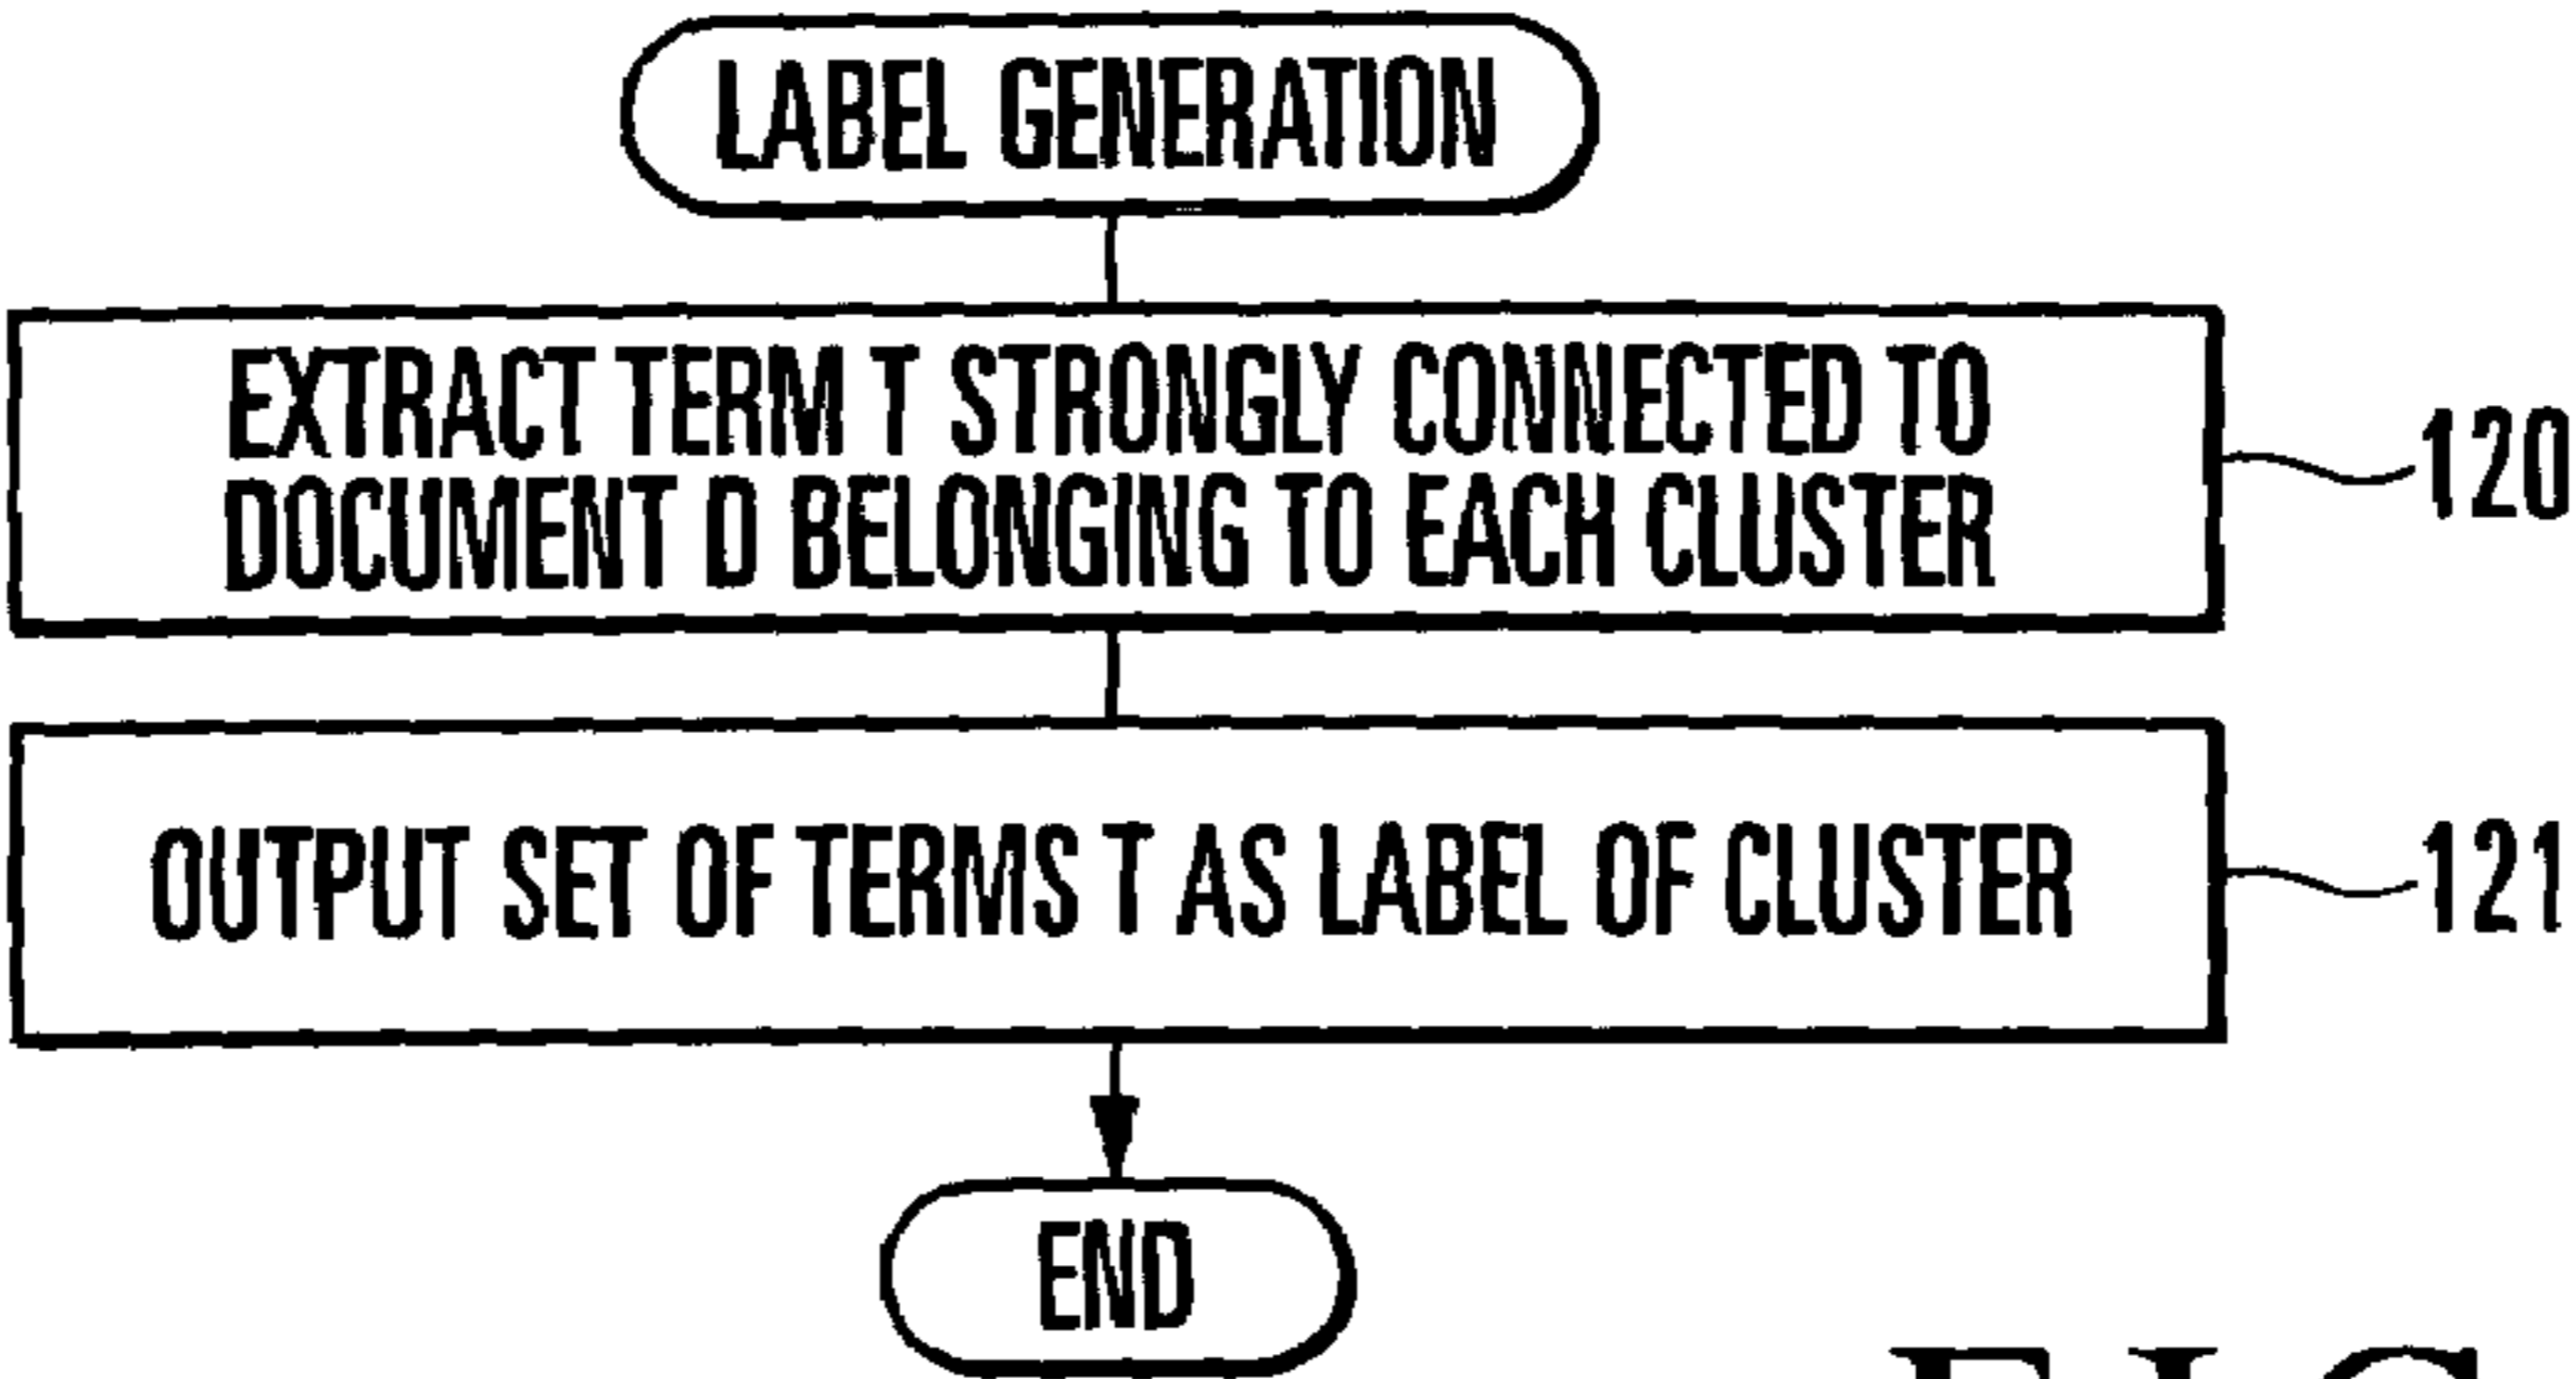 LABEL GENERATION
EXTRACT TERM T STRONGLY CONNECTED TO
DOCUMENT D BELONGING TO EACH CLUSTER
120
OUTPUT SET OF TERMS T AS LABEL OF CLUSTER
121
END